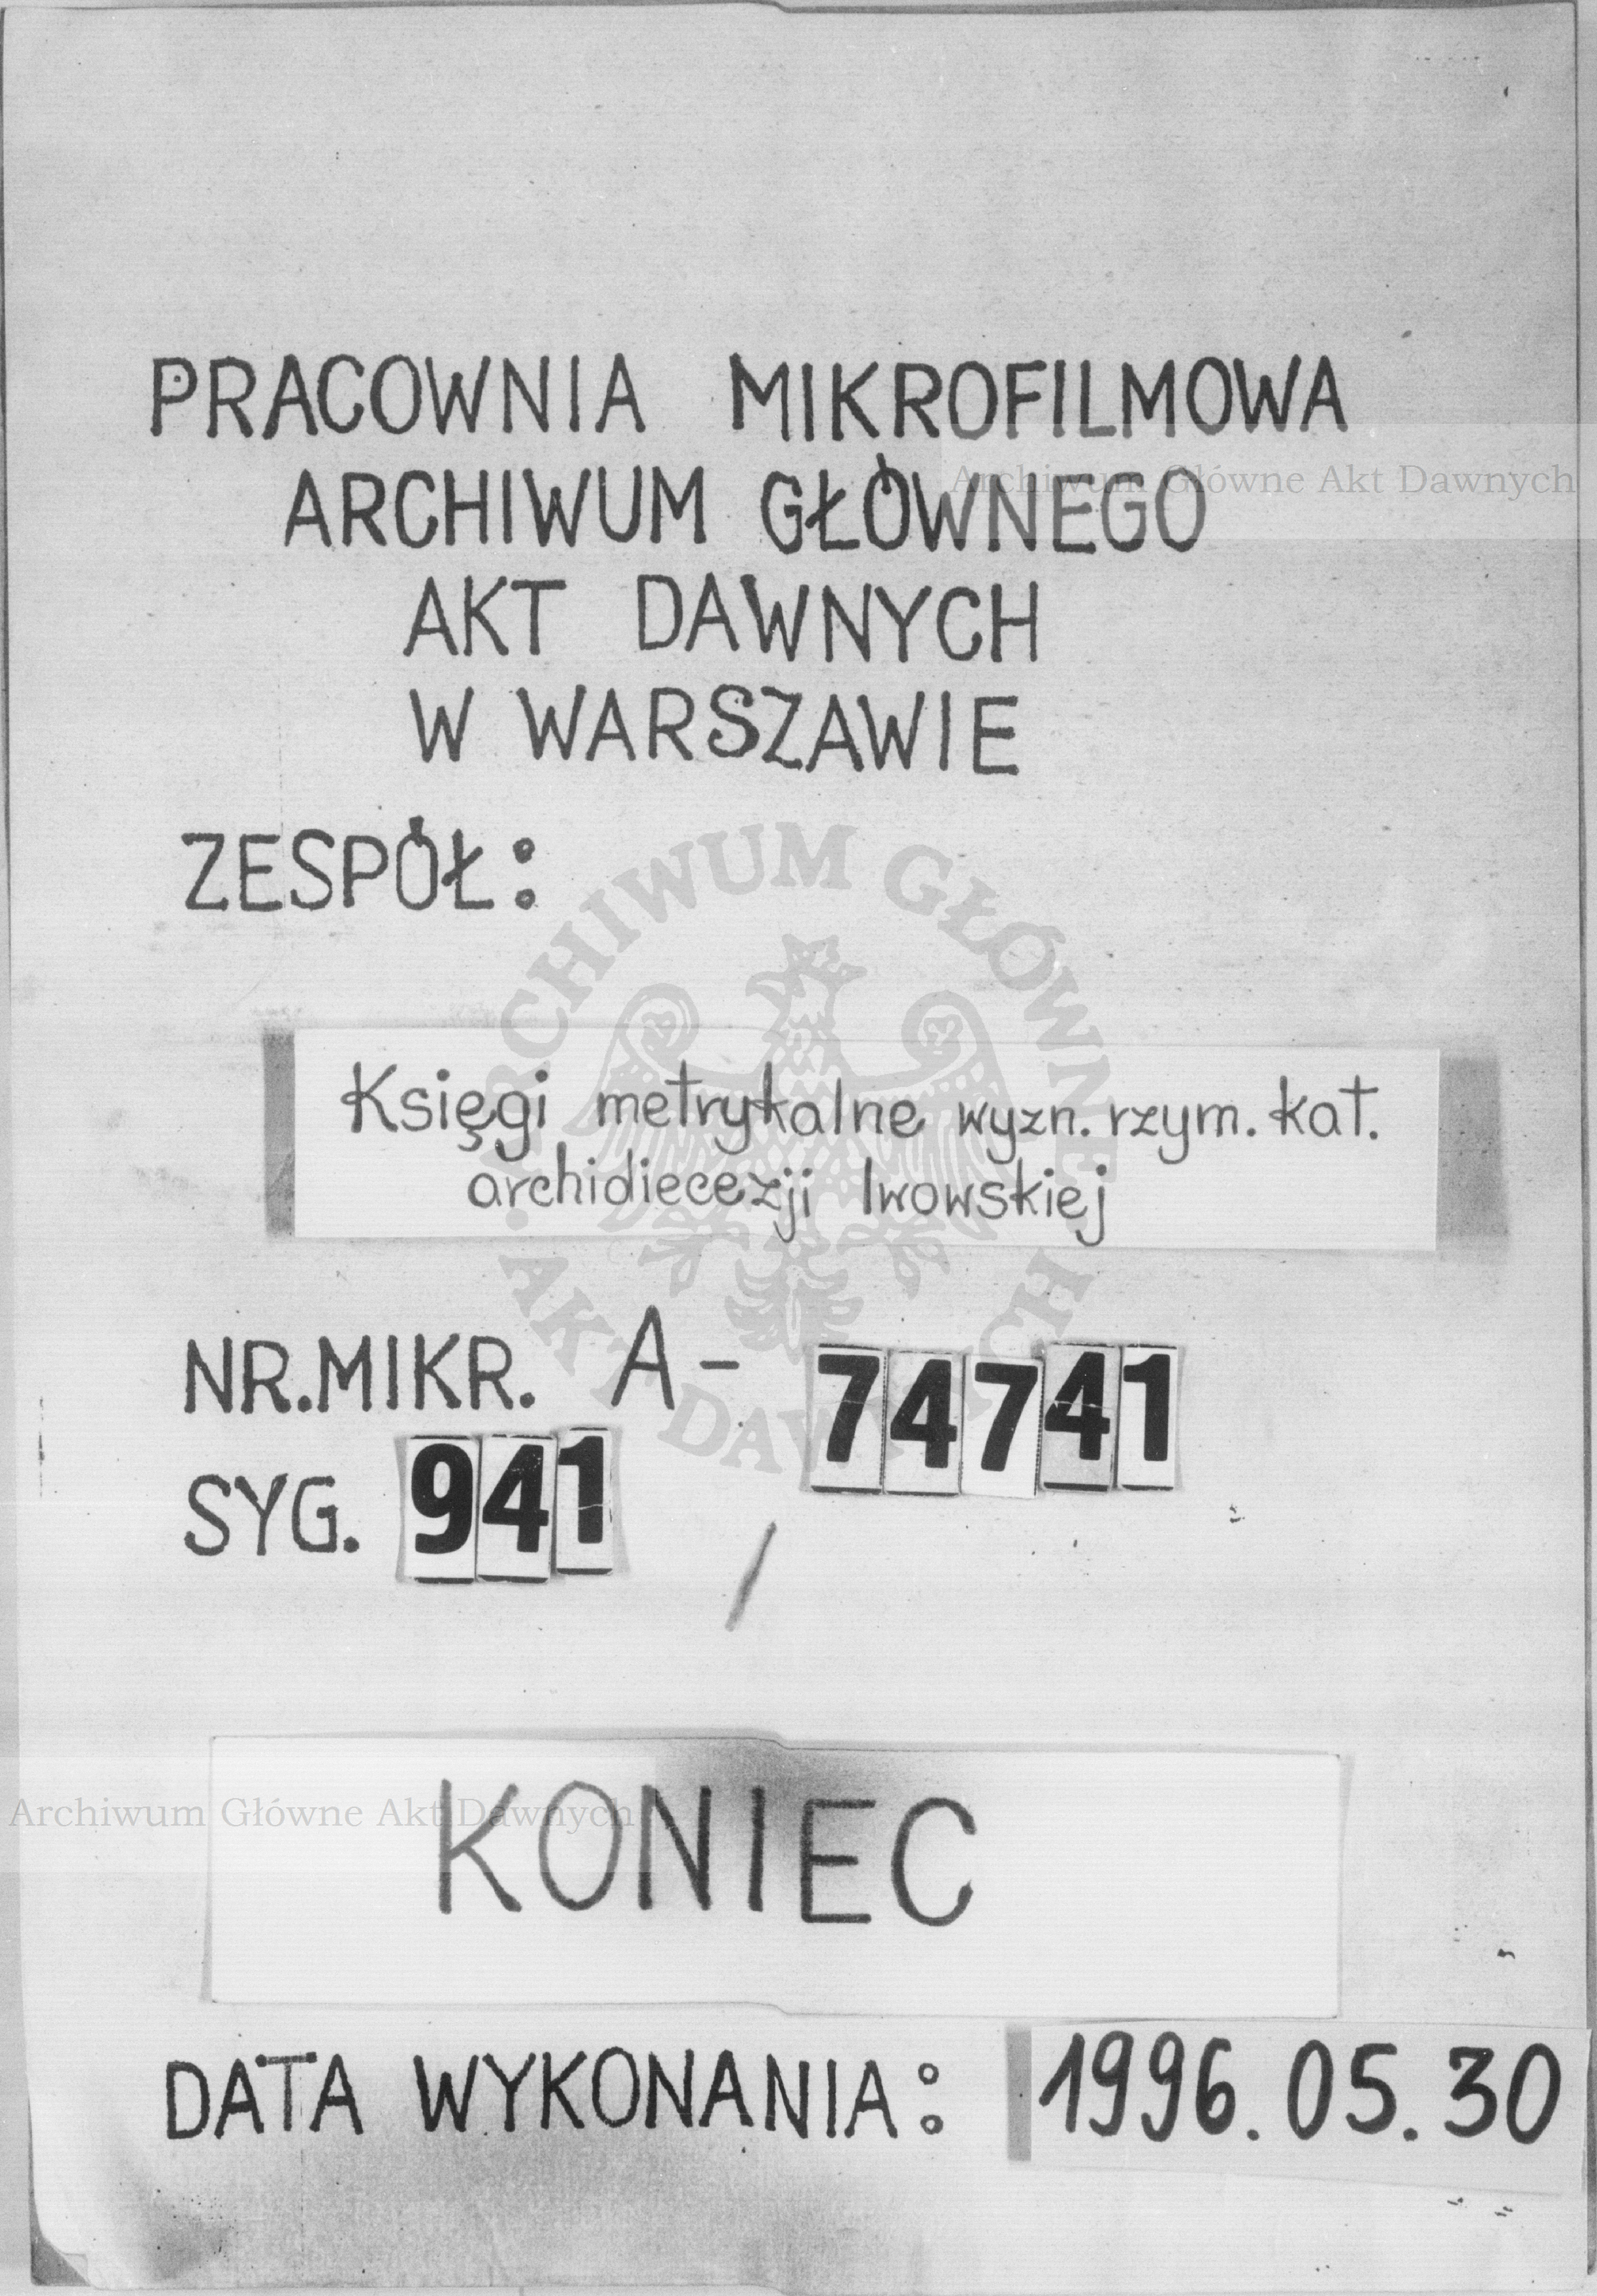 PRACOWNIA MIKROFILMOWA
ARCHIWUM GŁÓWNEGO
Archiwum Główne Akt Dawnych
AKT DAWNYCH
W WARSZAWIE
ZESPÓŁ:
ARCHIWUM GŁÓWNE
Księgi metrykalne wyzn. rzym. kat.
archidiecezji lwowskiej
AKT DAWNYCH
NR. MIKR. A- 74741
SYG. 941 /
KONIEC
Archiwum Główne Akt Dawnych
DATA WYKONANIA: 1996.05.30